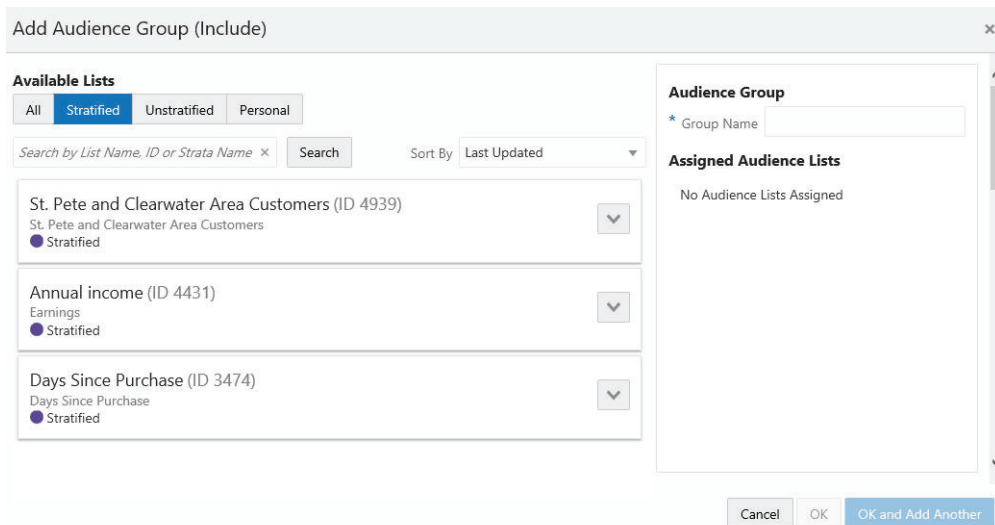 Add Audience Group (Include)
×
Available Lists
All Stratified Unstratified Personal
Search by List Name, ID or Strata Name × Search Sort By Last Updated
St. Pete and Clearwater Area Customers (ID 4939)
St. Pete and Clearwater Area Customers
Stratified
Annual income (ID 4431)
Earnings
Stratified
Days Since Purchase (ID 3474)
Days Since Purchase
Stratified
Audience Group
* Group Name
Assigned Audience Lists
No Audience Lists Assigned
Cancel OK OK and Add Another